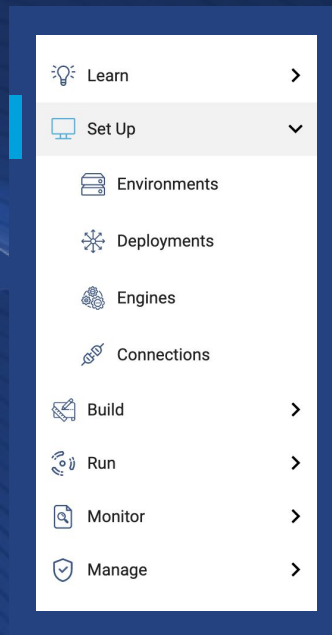 Learn
Set Up
Environments
Deployments
Engines
Connections
Build
Run
Monitor
Manage